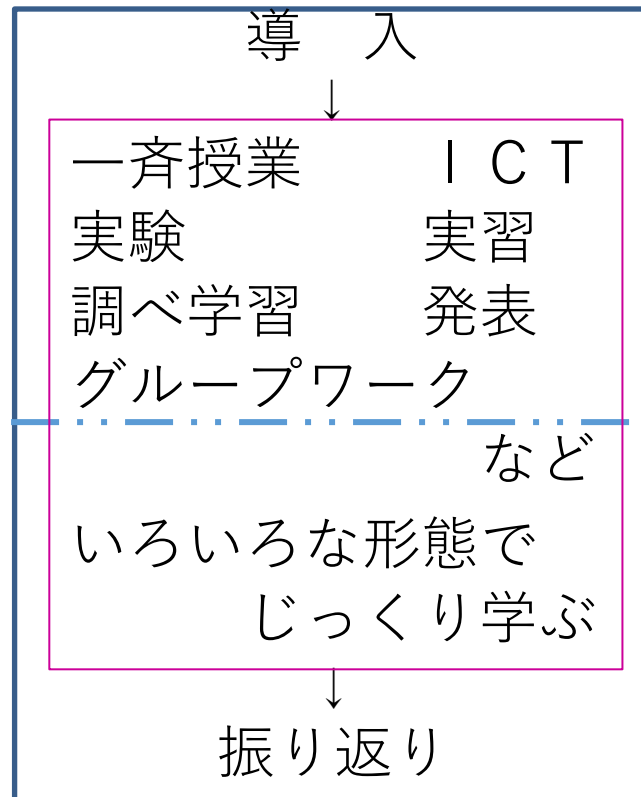 導　入
↓
一斉授業　　ＩＣＴ
実験　　　　実習
調べ学習　　発表
グループワーク
など
いろいろな形態で
じっくり学ぶ
↓
振り返り